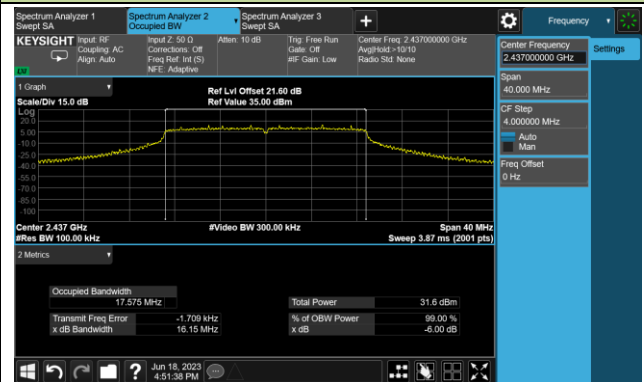 Spectrum Analyzer 1
Swept SA
Spectrum Analyzer 2
Occupied BW
Spectrum Analyzer 3
Swept SA
Frequency
KEYSIGHT
Input: RF
Coupling: AC
Align: Auto
Input Z: 50 Ω
Corrections: Off
Freq Ref: Int (S)
NFE: Adaptive
Atten: 10 dB
Trig: Free Run
Gate: Off
#IF Gain: Low
Center Freq: 2.437000000 GHz
Avg|Hold:>10/10
Radio Std: None
Center Frequency
2.437000000 GHz
Settings
Span
40.000 MHz
CF Step
4.000000 MHz
Auto
Man
Freq Offset
0 Hz
1 Graph
Scale/Div 15.0 dB
Ref Lvl Offset 21.60 dB
Ref Value 35.00 dBm
Log
20.0
5.00
-10.0
-25.0
-40.0
-55.0
-70.0
-85.0
-100
Center 2.437 GHz
#Res BW 100.00 kHz
#Video BW 300.00 kHz
Span 40 MHz
Sweep 3.87 ms (2001 pts)
2 Metrics
Occupied Bandwidth
17.575 MHz
Total Power 31.6 dBm
Transmit Freq Error -1.709 kHz
% of OBW Power 99.00 %
x dB Bandwidth 16.15 MHz
x dB -6.00 dB
Jun 18, 2023
4:51:38 PM